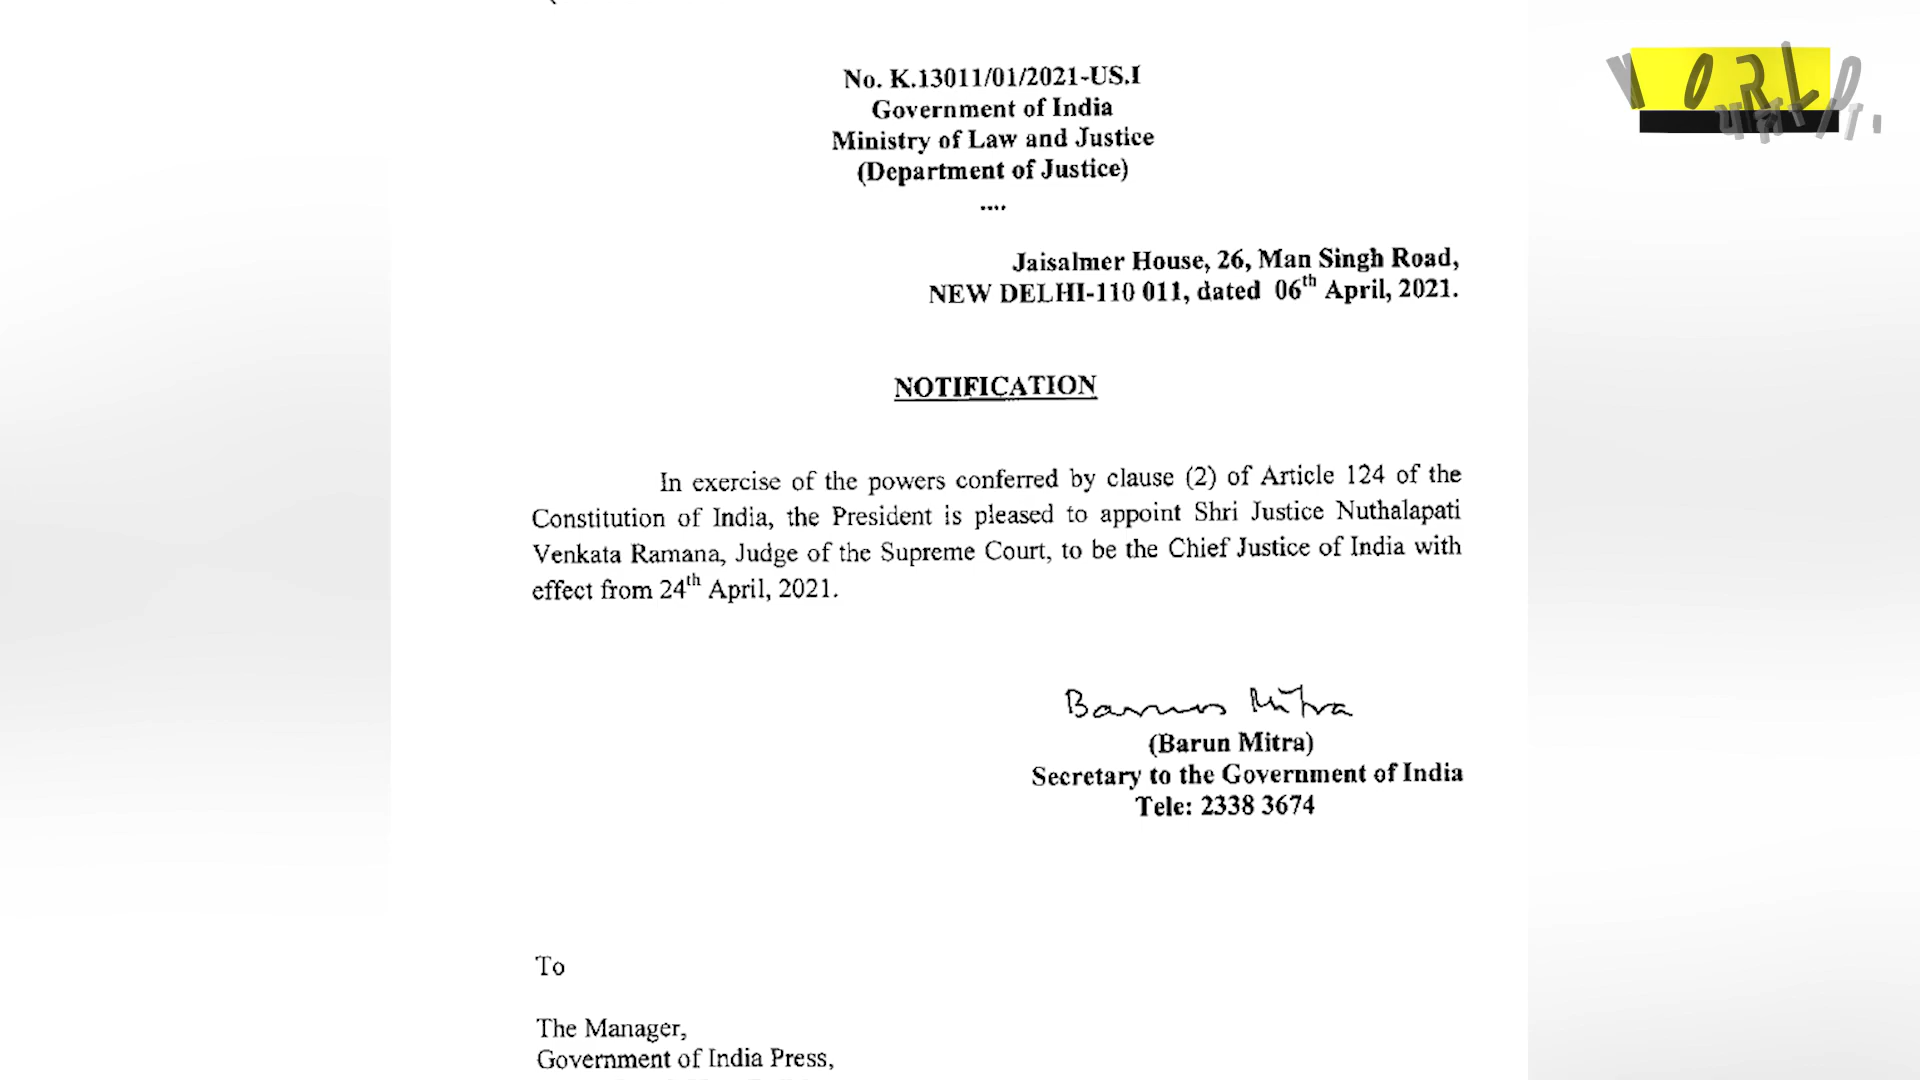 WORLD
No. K.13011/01/2021-US.I
Government of India
Ministry of Law and Justice
(Department of Justice)
....
Jaisalmer House, 26, Man Singh Road,
NEW DELHI-110 011, dated 06th April, 2021.
NOTIFICATION
In exercise of the powers conferred by clause (2) of Article 124 of the
Constitution of India, the President is pleased to appoint Shri Justice Nuthalapati
Venkata Ramana, Judge of the Supreme Court, to be the Chief Justice of India with
effect from 24th April, 2021.
Barun Mitra
(Barun Mitra)
Secretary to the Government of India
Tele: 2338 3674
To
The Manager,
Government of India Press,